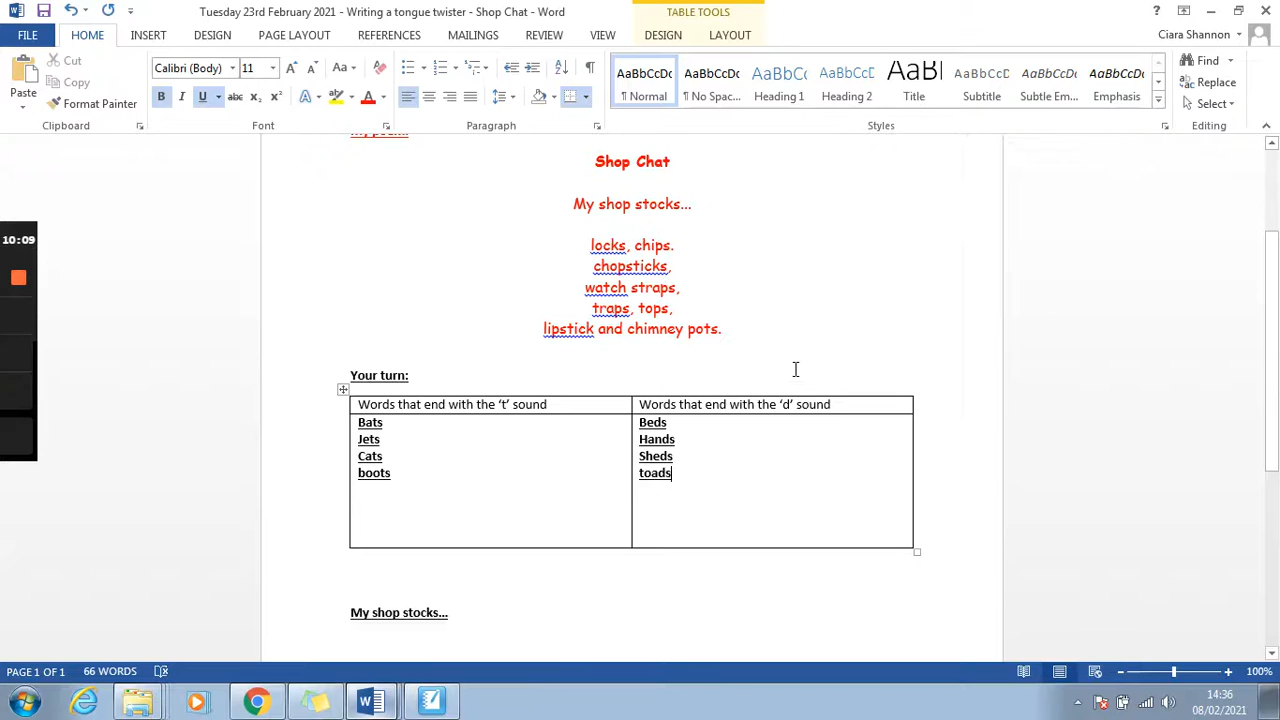 Tuesday 23rd February 2021 - Writing a tongue twister - Shop Chat - Word
TABLE TOOLS
FILE HOME INSERT DESIGN PAGE LAYOUT REFERENCES MAILINGS REVIEW VIEW DESIGN LAYOUT
Ciara Shannon
Paste
Cut
Copy
Format Painter
Clipboard
Calibri (Body) 11
Font
Paragraph
AaBbCcDc AaBbCcDc AaBbCc AaBbCcC AaBl AaBbCcC AaBbCcDc AaBbCcDc
¶ Normal ¶ No Spac... Heading 1 Heading 2 Title Subtitle Subtle Em... Emphasis
Styles
Find
Replace
Select
Editing
10:09
Shop Chat
My shop stocks...
locks, chips.
chopsticks,
watch straps,
traps, tops,
lipstick and chimney pots.
Your turn:
Words that end with the ‘t’ sound
Bats
Jets
Cats
boots
Words that end with the ‘d’ sound
Beds
Hands
Sheds
toads
My shop stocks…
PAGE 1 OF 1 66 WORDS
100%
14:36
08/02/2021